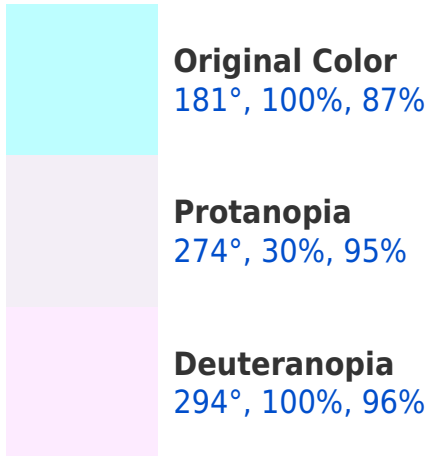 Original Color
181°, 100%, 87%
Protanopia
274°, 30%, 95%
Deuteranopia
294°, 100%, 96%